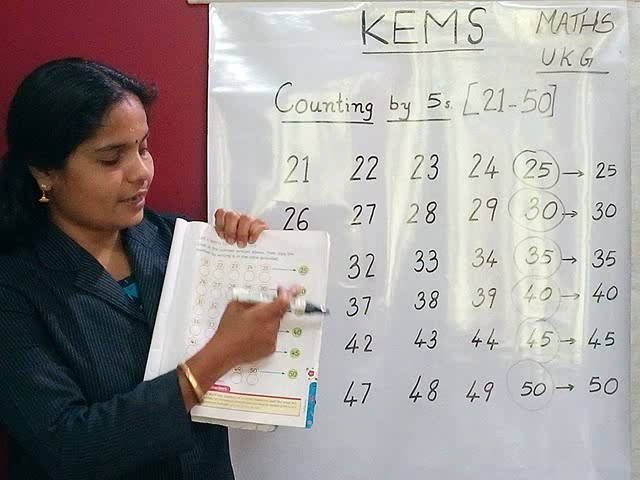 KEMS
MATHS
UKG
Counting by 5s. [21-50]
21 22 23 24 25 → 25
26 27 28 29 30 → 30
32 33 34 35 → 35
37 38 39 40 → 40
42 43 44 45 → 45
47 48 49 50 → 50